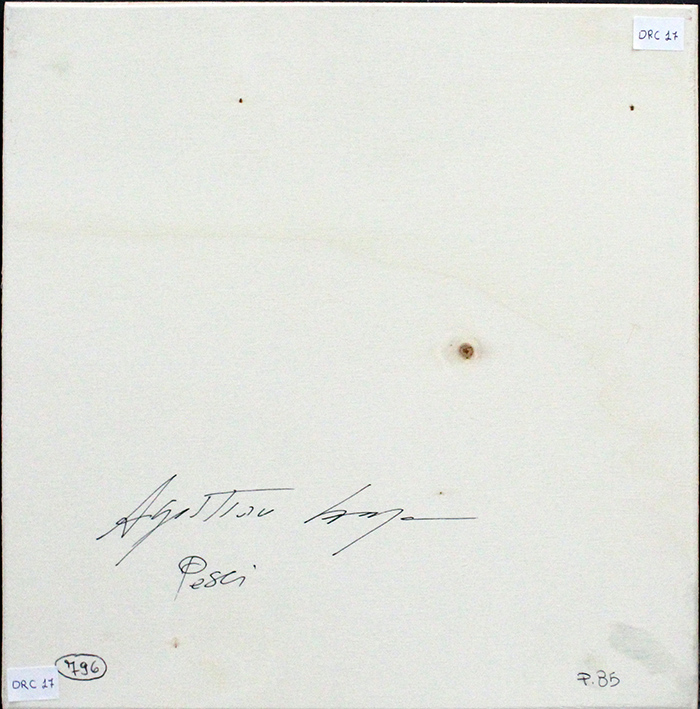 ORC 17
Agostino
Pesci
796
ORC 17
P.85